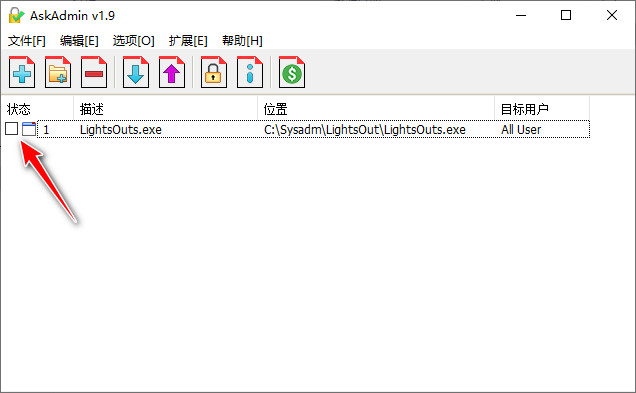 AskAdmin v1.9
文件[F] 编辑[E] 选项[O] 扩展[E] 帮助[H]
状态 描述 位置 目标用户
1 LightsOuts.exe C:\Sysadm\LightsOut\LightsOuts.exe All User